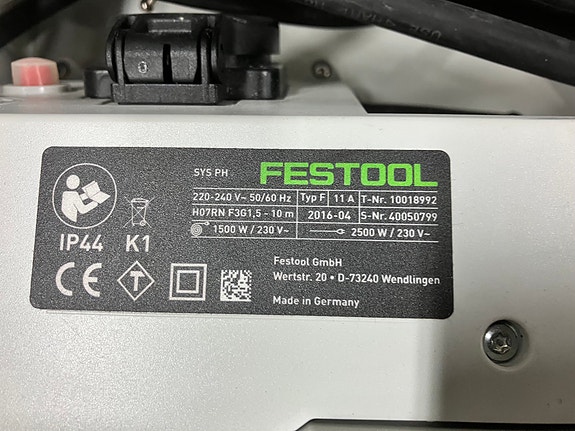 SYS PH
FESTOOL
220-240 V~ 50/60 Hz Typ F 11 A T-Nr. 10018992
H07RN F3G1,5 - 10 m 2016-04 S-Nr. 40050799
1500 W / 230 V~ 2500 W / 230 V~
IP44 K1
Festool GmbH
Wertstr. 20 • D-73240 Wendlingen
CE T
Made in Germany